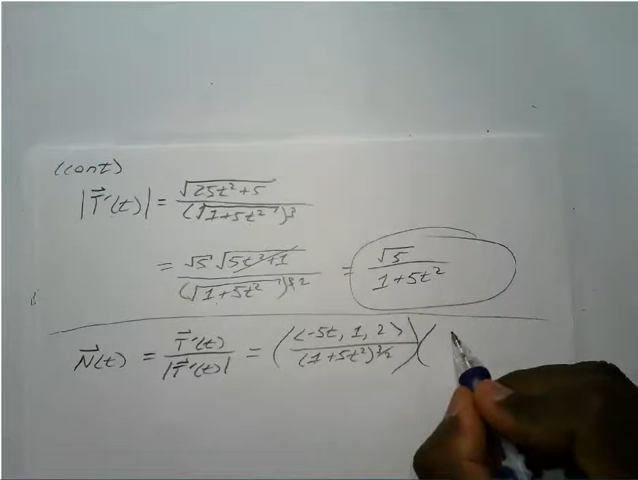 (cont)
|T⃗'(t)| = √(25t²+5) / (√(1+5t²))³
= √5 √(5t²+1) / (√(1+5t²))^3,2 = √5 / (1+5t²)
N⃗(t) = T⃗'(t) / |T⃗'(t)| = (⟨-5t, 1, 2⟩ / (1+5t²)^3/2) (